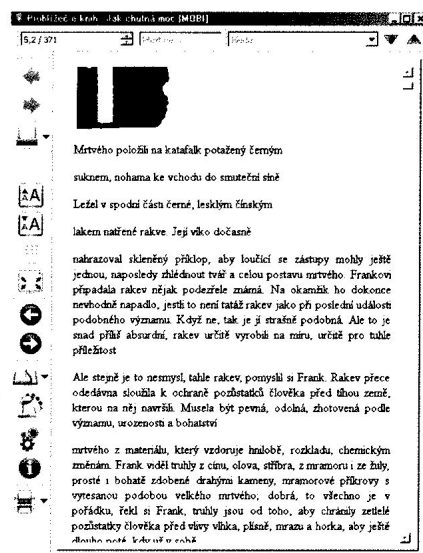 Prohlížeč e-knih - Jak chutná moc [MOBI]
5,2 / 371
Mrtvého položili na katafalk potažený černým
suknem, nohama ke vchodu do smuteční síně
Ležel v spodní části černé, lesklým čínským
lakem natřené rakve. Její víko dočasně
nahrazoval skleněný příklop, aby loučící se zástupy mohly ještě
jednou, naposledy zhlédnout tvář a celou postavu mrtvého. Frankovi
připadala rakev nějak podezřele známá. Na okamžik ho dokonce
nevhodně napadlo, jestli to není tatáž rakev jako při poslední události
podobného významu. Když ne, tak je jí strašně podobná. Ale to je
snad příliš absurdní, rakev určitě vyrobili na míru, určitě pro tuhle
příležitost
Ale stejně je to nesmysl, tahle rakev, pomyslil si Frank. Rakev přece
odedávna sloužila k ochraně pozůstatků člověka před tíhou země,
kterou na něj navršili. Musela být pevná, odolná, zhotovená podle
významu, urozenosti a bohatství
mrtvého z materiálu, který vzdoruje hnilobě, rozkladu, chemickým
změnám. Frank viděl truhly z cínu, olova, stříbra, z mramoru i ze žuly,
prosté i bohatě zdobené drahými kameny, mramorové příkrovy s
vytesanou podobou velkého mrtvého; dobrá, to všechno je v
pořádku, řekl si Frank, truhly jsou od toho, aby chránily zetlelé
pozůstatky člověka před vlivy vlhka, plísně, mrazu a horka, aby ještě
dlouho poté, kdy už v sobě